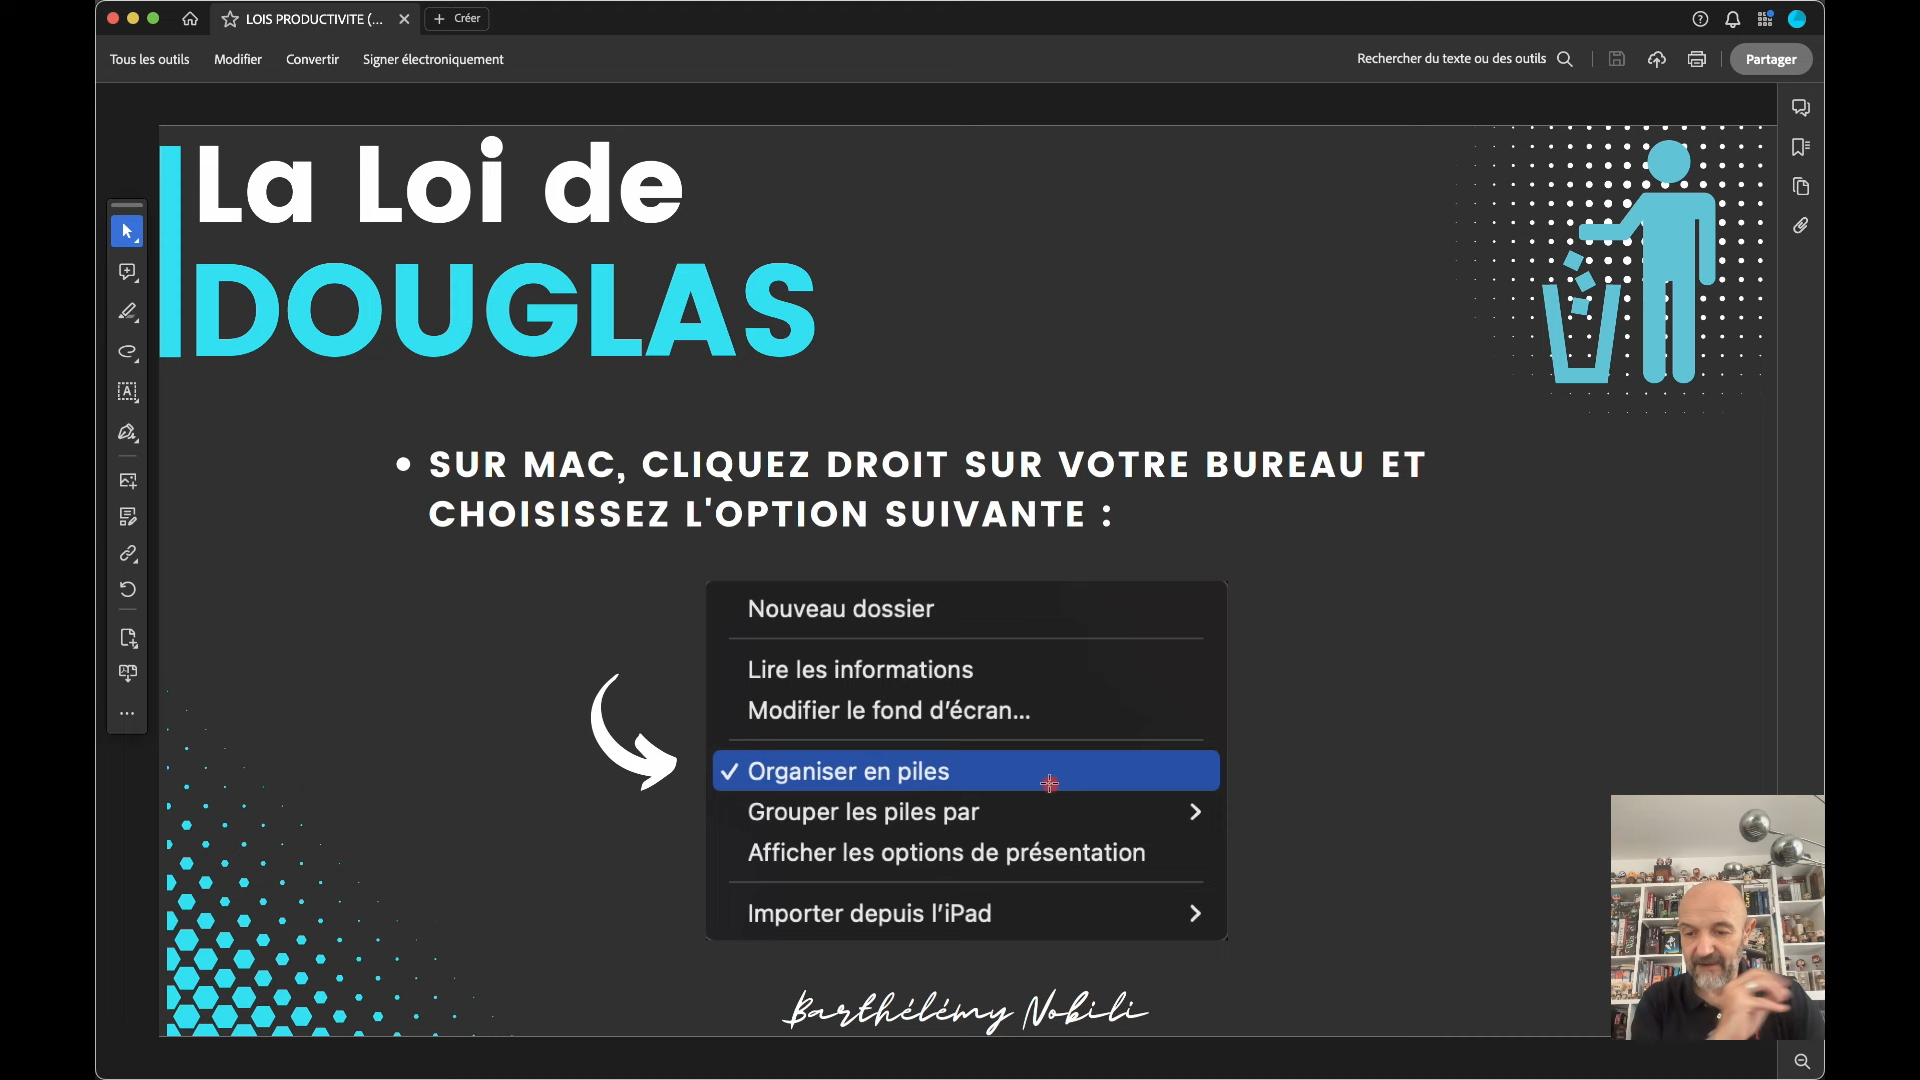 LOIS PRODUCTIVITE (...
Créer
Tous les outils
Modifier
Convertir
Signer électroniquement
Rechercher du texte ou des outils
Partager
La Loi de
DOUGLAS
• SUR MAC, CLIQUEZ DROIT SUR VOTRE BUREAU ET
CHOISISSEZ L'OPTION SUIVANTE :
Nouveau dossier
Lire les informations
Modifier le fond d’écran...
✓ Organiser en piles
Grouper les piles par
Afficher les options de présentation
Importer depuis l’iPad
Barthélémy Nobili